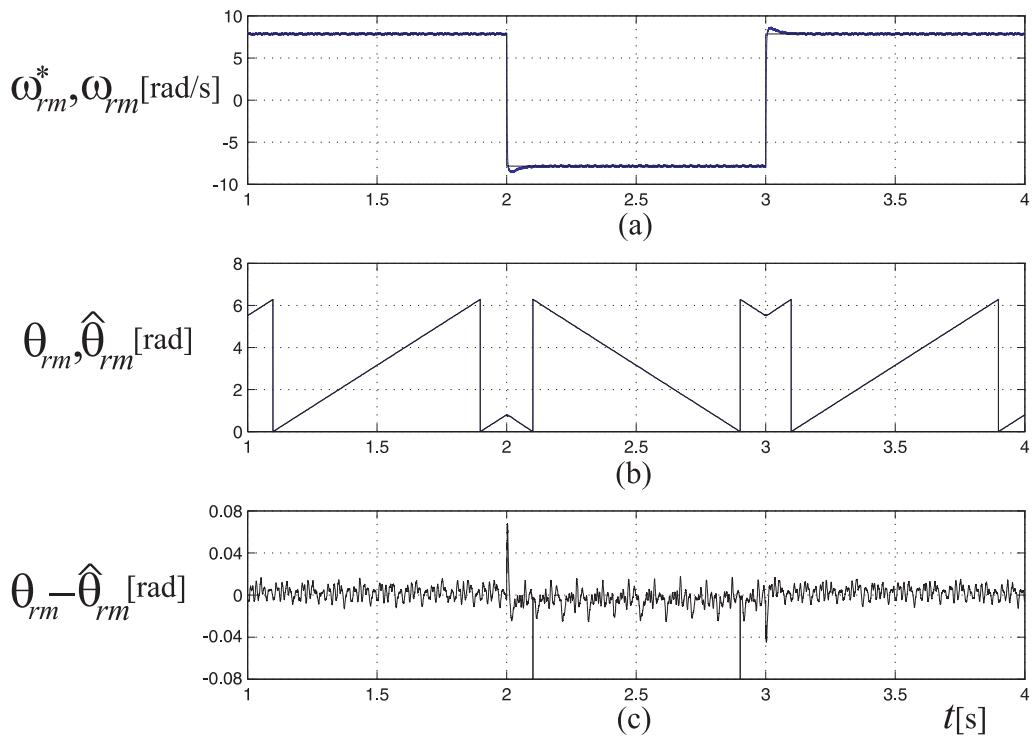 10
5
0
-5
-10
ω*rm, ωrm [rad/s]
1 1.5 2 2.5 3 3.5 4
(a)
8
6
4
2
0
θrm, θ̂rm [rad]
1 1.5 2 2.5 3 3.5 4
(b)
0.08
0.04
0
-0.04
-0.08
θrm–θ̂rm [rad]
1 1.5 2 2.5 3 3.5 4
(c)
t[s]